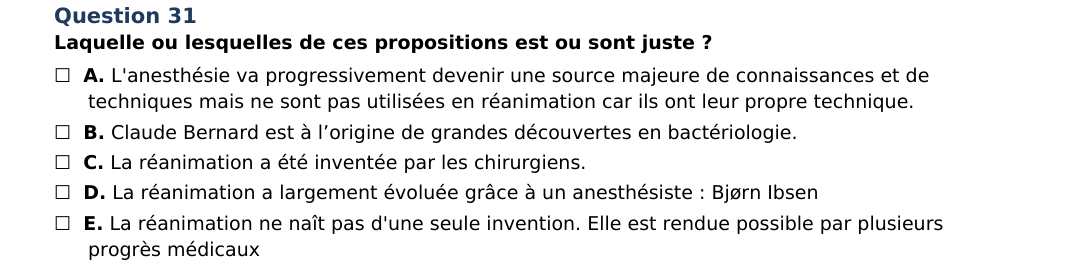 Question 31
Laquelle ou lesquelles de ces propositions est ou sont juste ?
☐ A. L'anesthésie va progressivement devenir une source majeure de connaissances et de
techniques mais ne sont pas utilisées en réanimation car ils ont leur propre technique.
☐ B. Claude Bernard est à l’origine de grandes découvertes en bactériologie.
☐ C. La réanimation a été inventée par les chirurgiens.
☐ D. La réanimation a largement évoluée grâce à un anesthésiste : Bjørn Ibsen
☐ E. La réanimation ne naît pas d'une seule invention. Elle est rendue possible par plusieurs
progrès médicaux